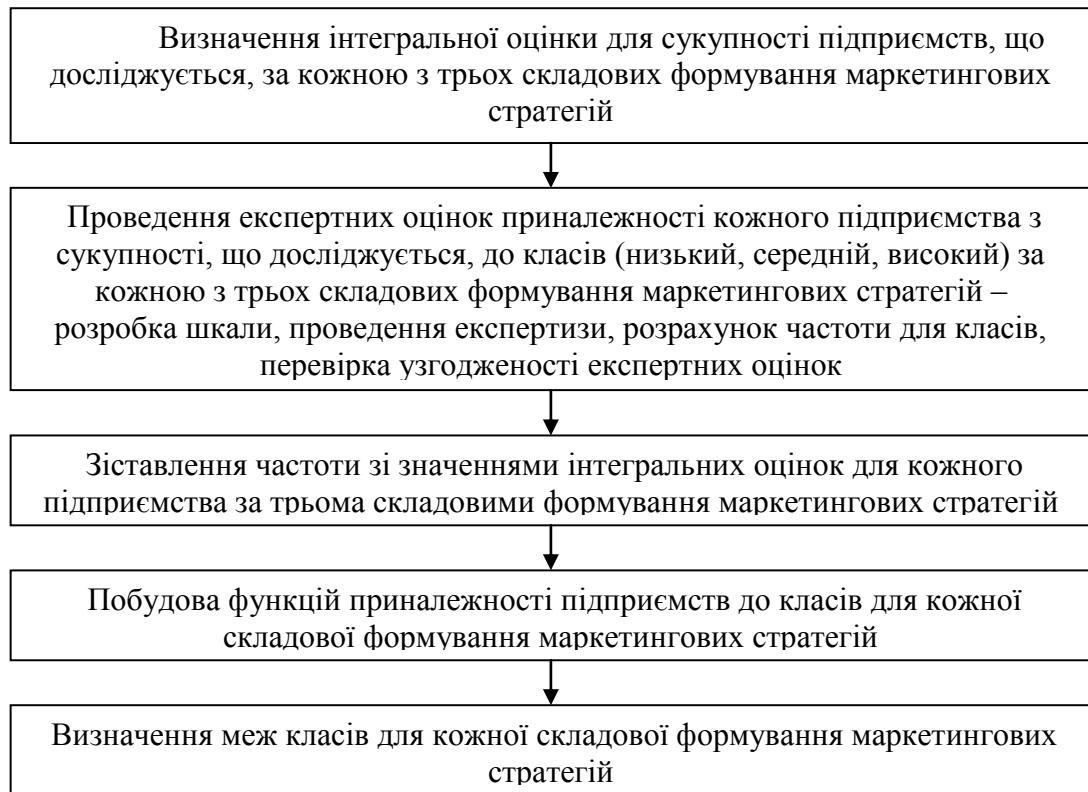 Визначення інтегральної оцінки для сукупності підприємств, що
досліджується, за кожною з трьох складових формування маркетингових
стратегій
Проведення експертних оцінок приналежності кожного підприємства з
сукупності, що досліджується, до класів (низький, середній, високий) за
кожною з трьох складових формування маркетингових стратегій –
розробка шкали, проведення експертизи, розрахунок частоти для класів,
перевірка узгодженості експертних оцінок
Зіставлення частоти зі значеннями інтегральних оцінок для кожного
підприємства за трьома складовими формування маркетингових стратегій
Побудова функцій приналежності підприємств до класів для кожної
складової формування маркетингових стратегій
Визначення меж класів для кожної складової формування маркетингових
стратегій